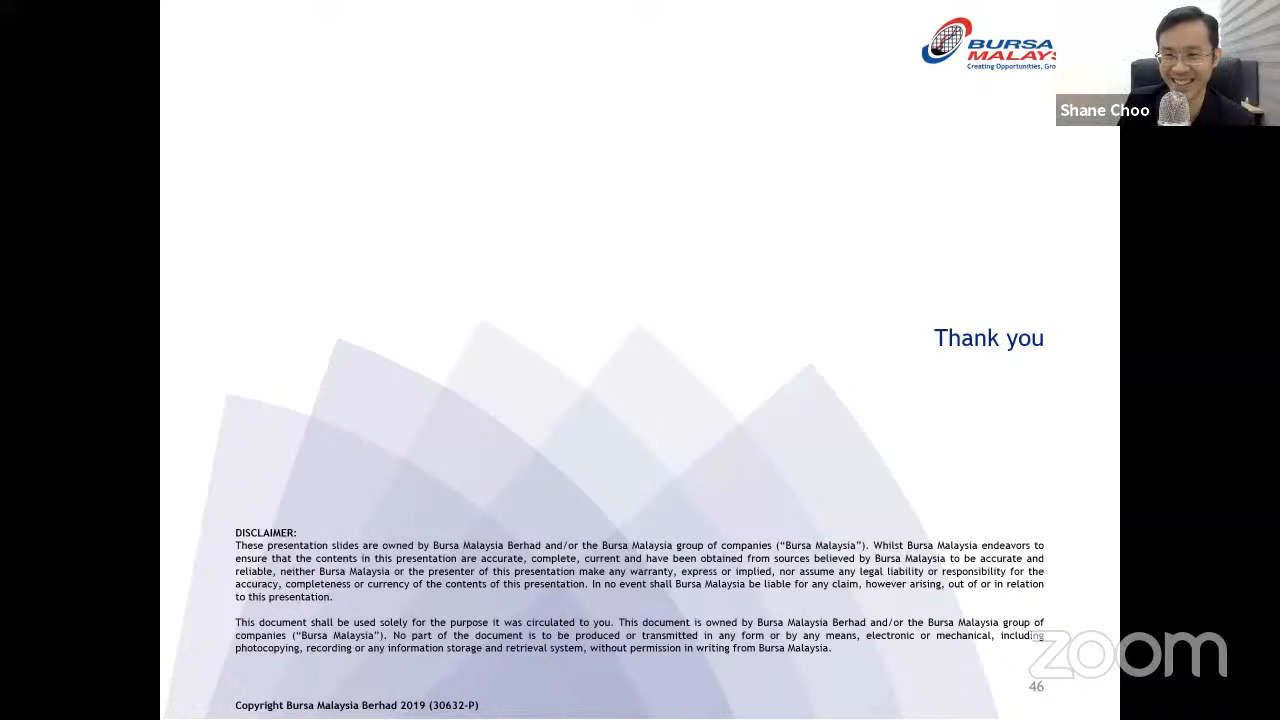 BURSA
MALAYS
Creating Opportunities, Gro
Shane Choo
Thank you
DISCLAIMER:
These presentation slides are owned by Bursa Malaysia Berhad and/or the Bursa Malaysia group of companies (“Bursa Malaysia”). Whilst Bursa Malaysia endeavors to
ensure that the contents in this presentation are accurate, complete, current and have been obtained from sources believed by Bursa Malaysia to be accurate and
reliable, neither Bursa Malaysia or the presenter of this presentation make any warranty, express or implied, nor assume any legal liability or responsibility for the
accuracy, completeness or currency of the contents of this presentation. In no event shall Bursa Malaysia be liable for any claim, however arising, out of or in relation
to this presentation.
This document shall be used solely for the purpose it was circulated to you. This document is owned by Bursa Malaysia Berhad and/or the Bursa Malaysia group of
companies (“Bursa Malaysia”). No part of the document is to be produced or transmitted in any form or by any means, electronic or mechanical, including
photocopying, recording or any information storage and retrieval system, without permission in writing from Bursa Malaysia.
zoom
46
Copyright Bursa Malaysia Berhad 2019 (30632-P)